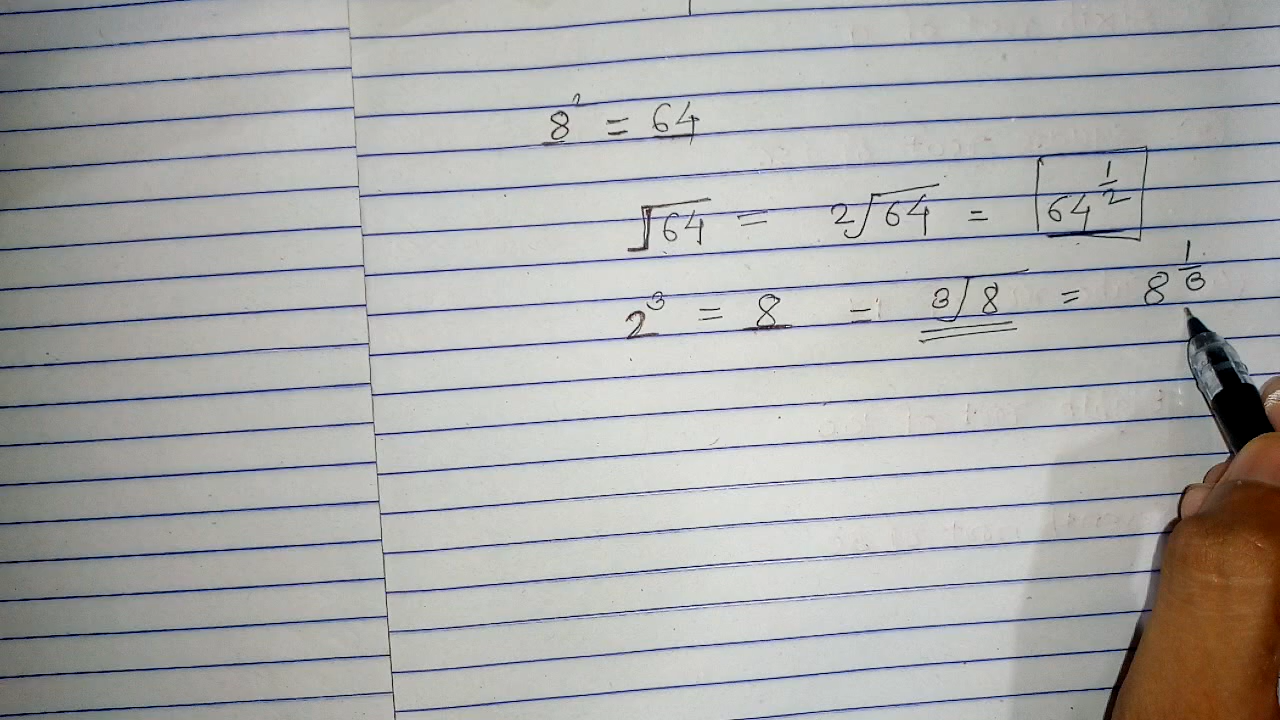 8² = 64
√64 = 2√64 = 64^(1/2)
2³ = 8 = 3√8 = 8^(1/3)